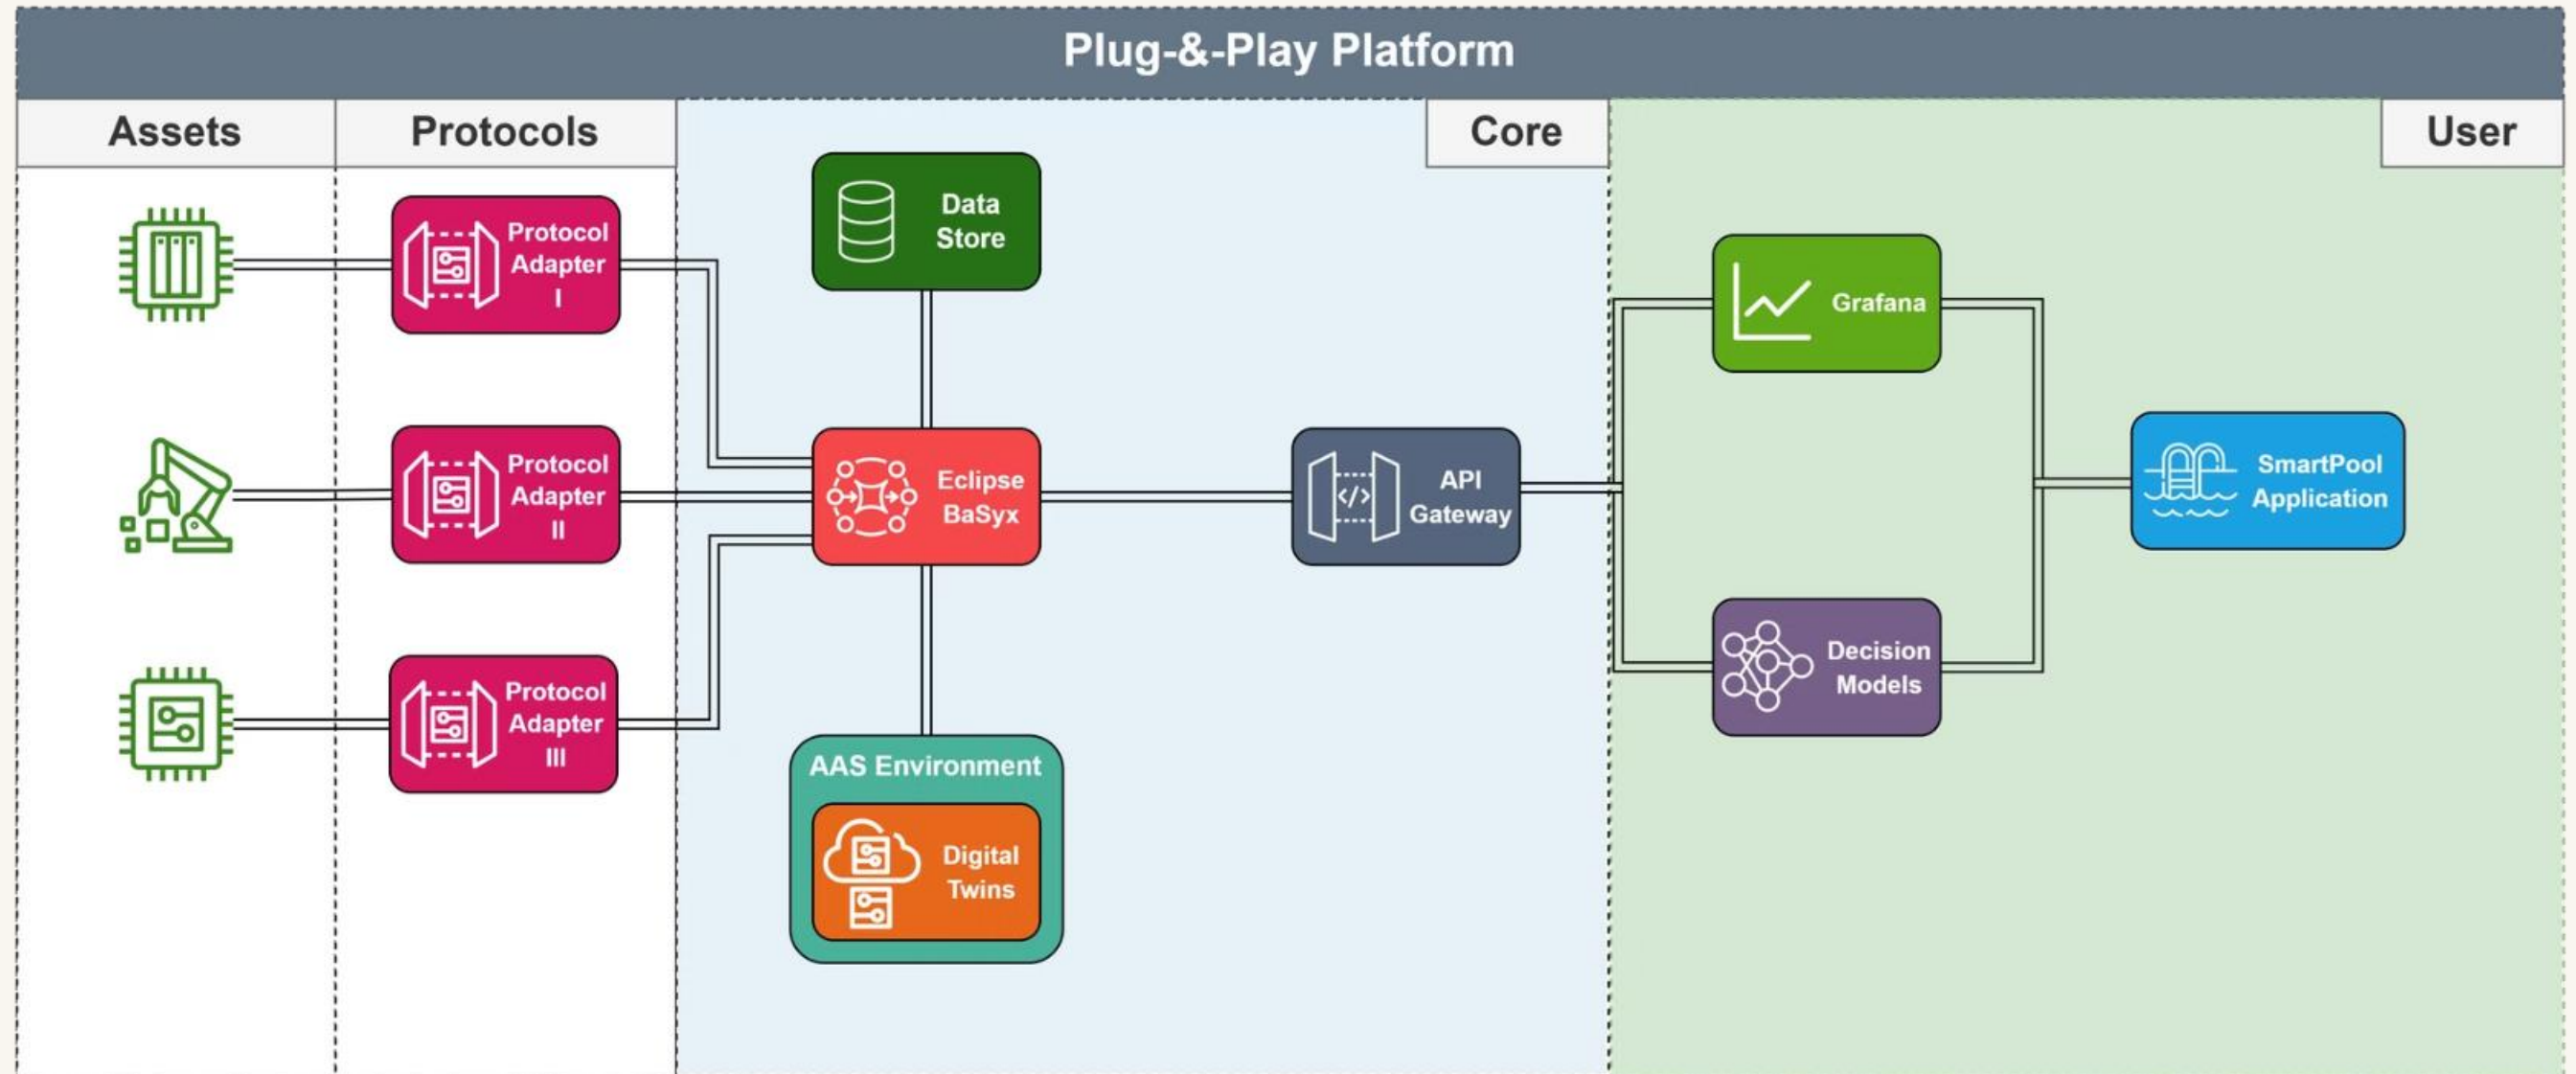 Plug-&-Play Platform
Assets
Protocols
Core
User
Protocol
Adapter
I
Protocol
Adapter
II
Protocol
Adapter
III
Data
Store
Eclipse
BaSyx
AAS Environment
Digital
Twins
</>
API
Gateway
Grafana
Decision
Models
SmartPool
Application